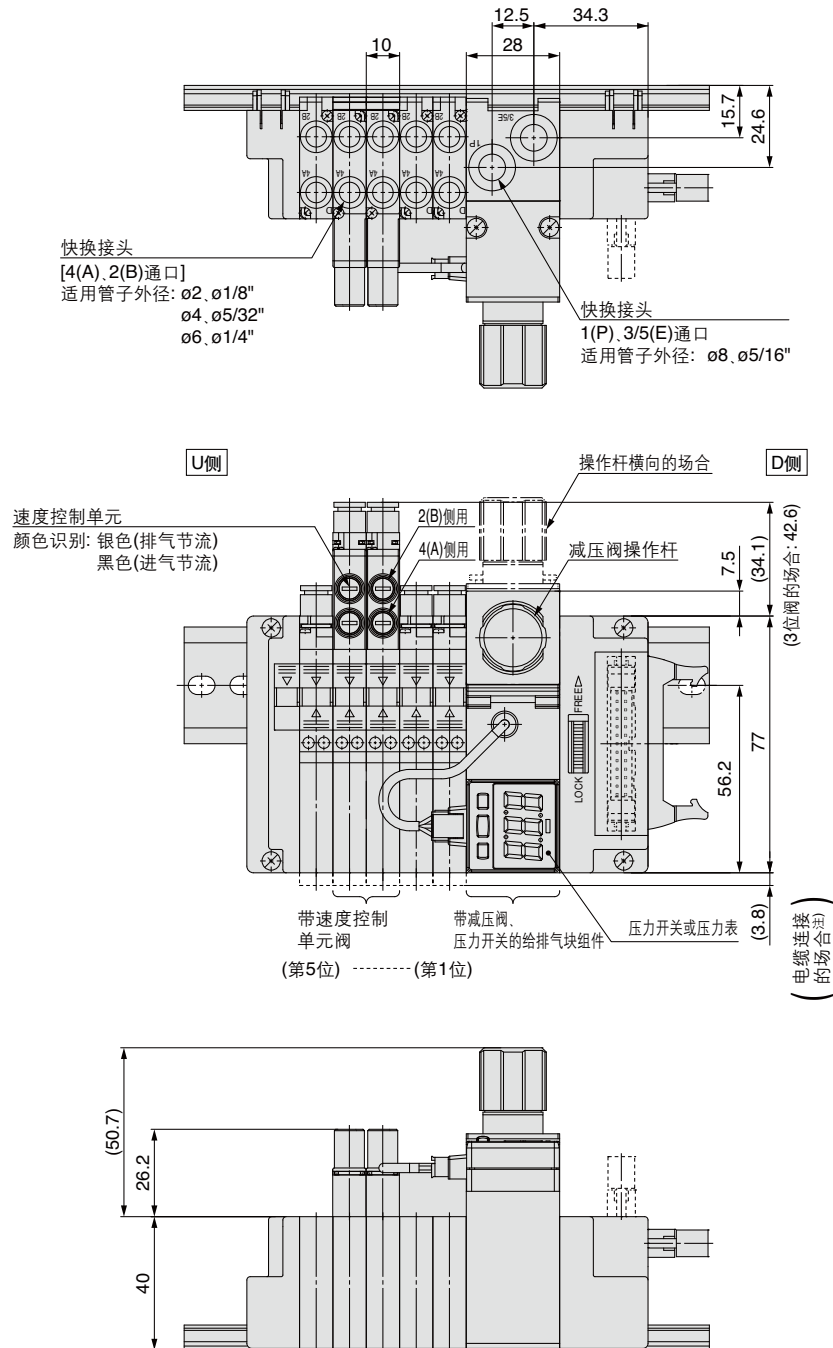 12.5
34.3
10
28
15.7
24.6
2B
2B
2B
2B
2B
3/5E
1P
4A
4A
4A
4A
4A
D
D
快换接头
[4(A)、2(B)通口]
适用管子外径: ø2、ø1/8"
ø4、ø5/32"
ø6、ø1/4"
快换接头
1(P)、3/5(E)通口
适用管子外径: ø8、ø5/16"
U侧
操作杆横向的场合
D侧
速度控制单元
颜色识别: 银色(排气节流)
黑色(进气节流)
2(B)侧用
4(A)侧用
减压阀操作杆
7.5
(34.1)
(3位阀的场合: 42.6)
FREE
LOCK
56.2
77
(3.8)
带速度控制
单元阀
带减压阀、
压力开关的给排气块组件
压力开关或压力表
(第5位) -------- (第1位)
(电缆连接
的场合注))
(50.7)
26.2
40